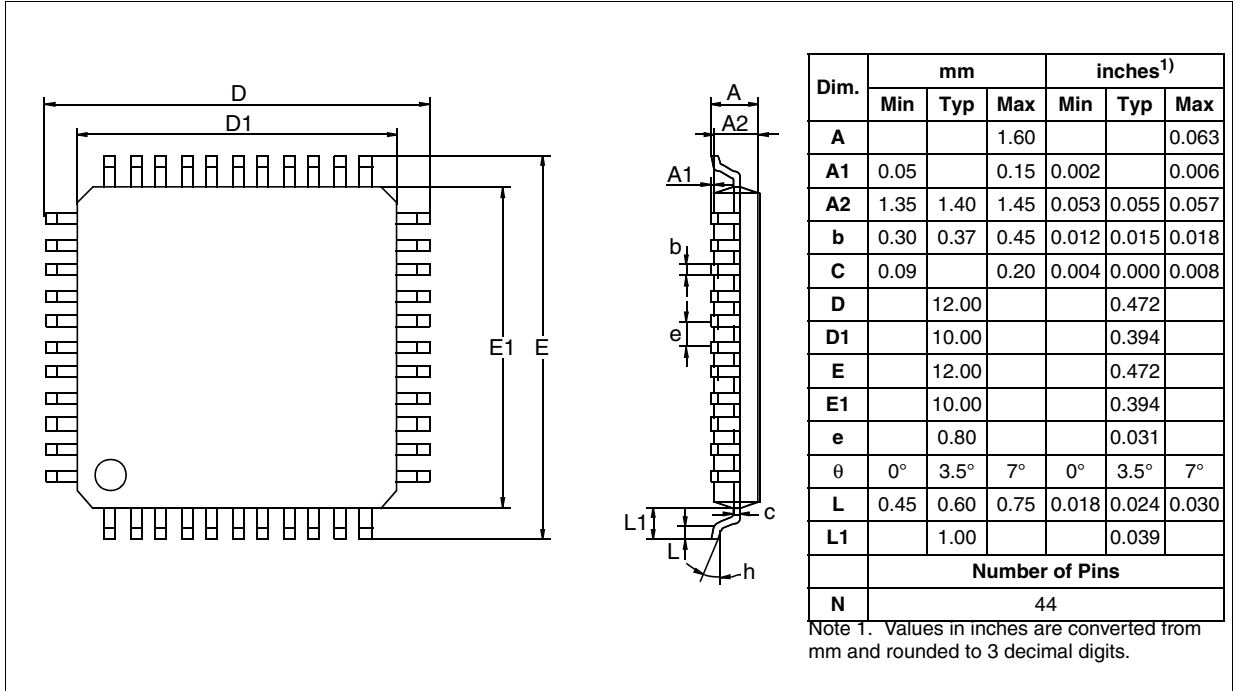 D
D1
E1 E
A
A2
A1
b
e
c
L1
L
h
Dim. mm inches1)
Min Typ Max Min Typ Max
A 1.60 0.063
A1 0.05 0.15 0.002 0.006
A2 1.35 1.40 1.45 0.053 0.055 0.057
b 0.30 0.37 0.45 0.012 0.015 0.018
C 0.09 0.20 0.004 0.000 0.008
D 12.00 0.472
D1 10.00 0.394
E 12.00 0.472
E1 10.00 0.394
e 0.80 0.031
θ 0° 3.5° 7° 0° 3.5° 7°
L 0.45 0.60 0.75 0.018 0.024 0.030
L1 1.00 0.039
Number of Pins
N 44
Note 1. Values in inches are converted from
mm and rounded to 3 decimal digits.